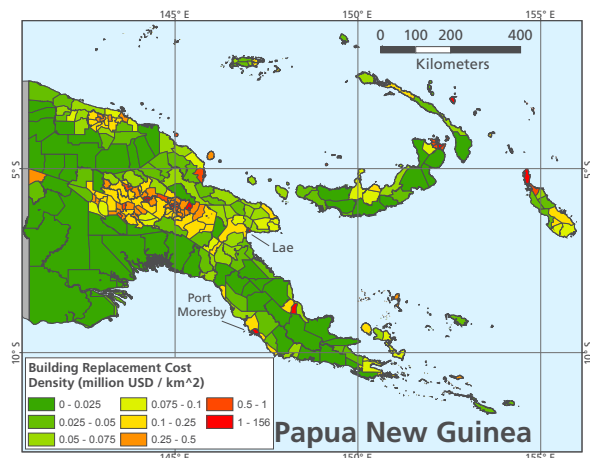 145° E
150° E
155° E
0 100 200 400
Kilometers
5° S
5° S
Lae
Port
Moresby
10° S
10° S
Building Replacement Cost
Density (million USD / km^2)
0 - 0.025
0.075 - 0.1
0.5 - 1
0.025 - 0.05
0.1 - 0.25
1 - 156
0.05 - 0.075
0.25 - 0.5
Papua New Guinea
145° E
150° E
155° E